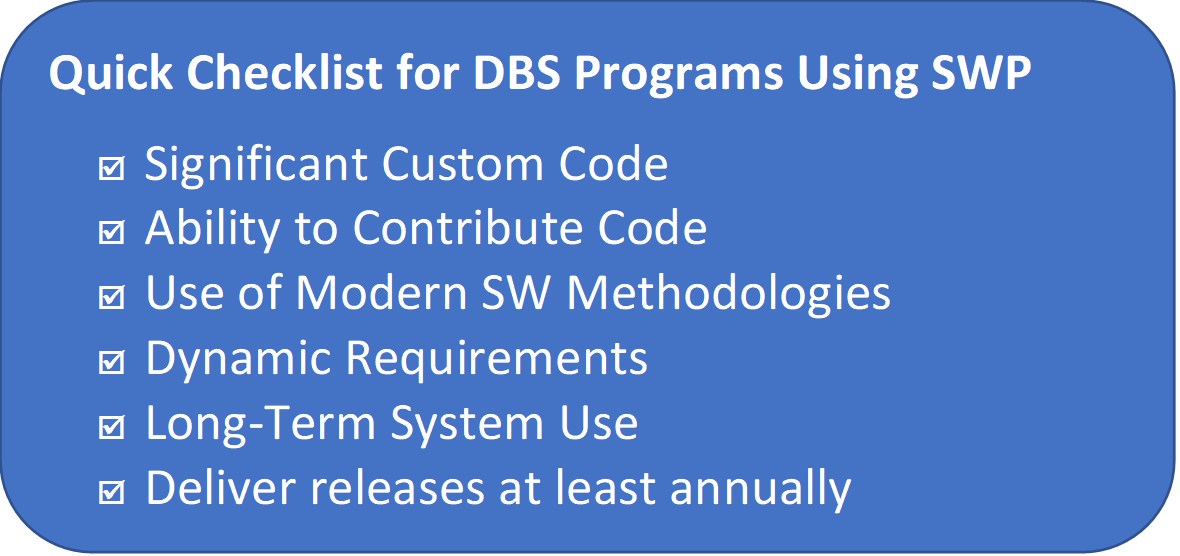 Quick Checklist for DBS Programs Using SWP
☑ Significant Custom Code
☑ Ability to Contribute Code
☑ Use of Modern SW Methodologies
☑ Dynamic Requirements
☑ Long-Term System Use
☑ Deliver releases at least annually